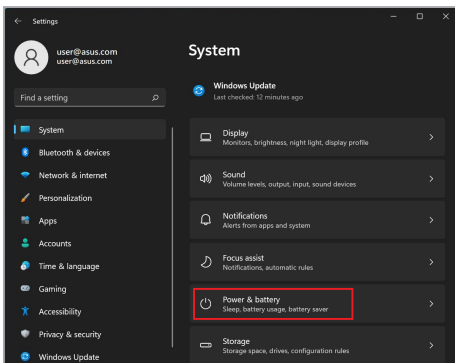 Settings
user@asus.com
user@asus.com
Find a setting
System
Bluetooth & devices
Network & internet
Personalization
Apps
Accounts
Time & language
Gaming
Accessibility
Privacy & security
Windows Update
System
Windows Update
Last checked: 12 minutes ago
Display
Monitors, brightness, night light, display profile
Sound
Volume levels, output, input, sound devices
Notifications
Alerts from apps and system
Focus assist
Notifications, automatic rules
Power & battery
Sleep, battery usage, battery saver
Storage
Storage space, drives, configuration rules